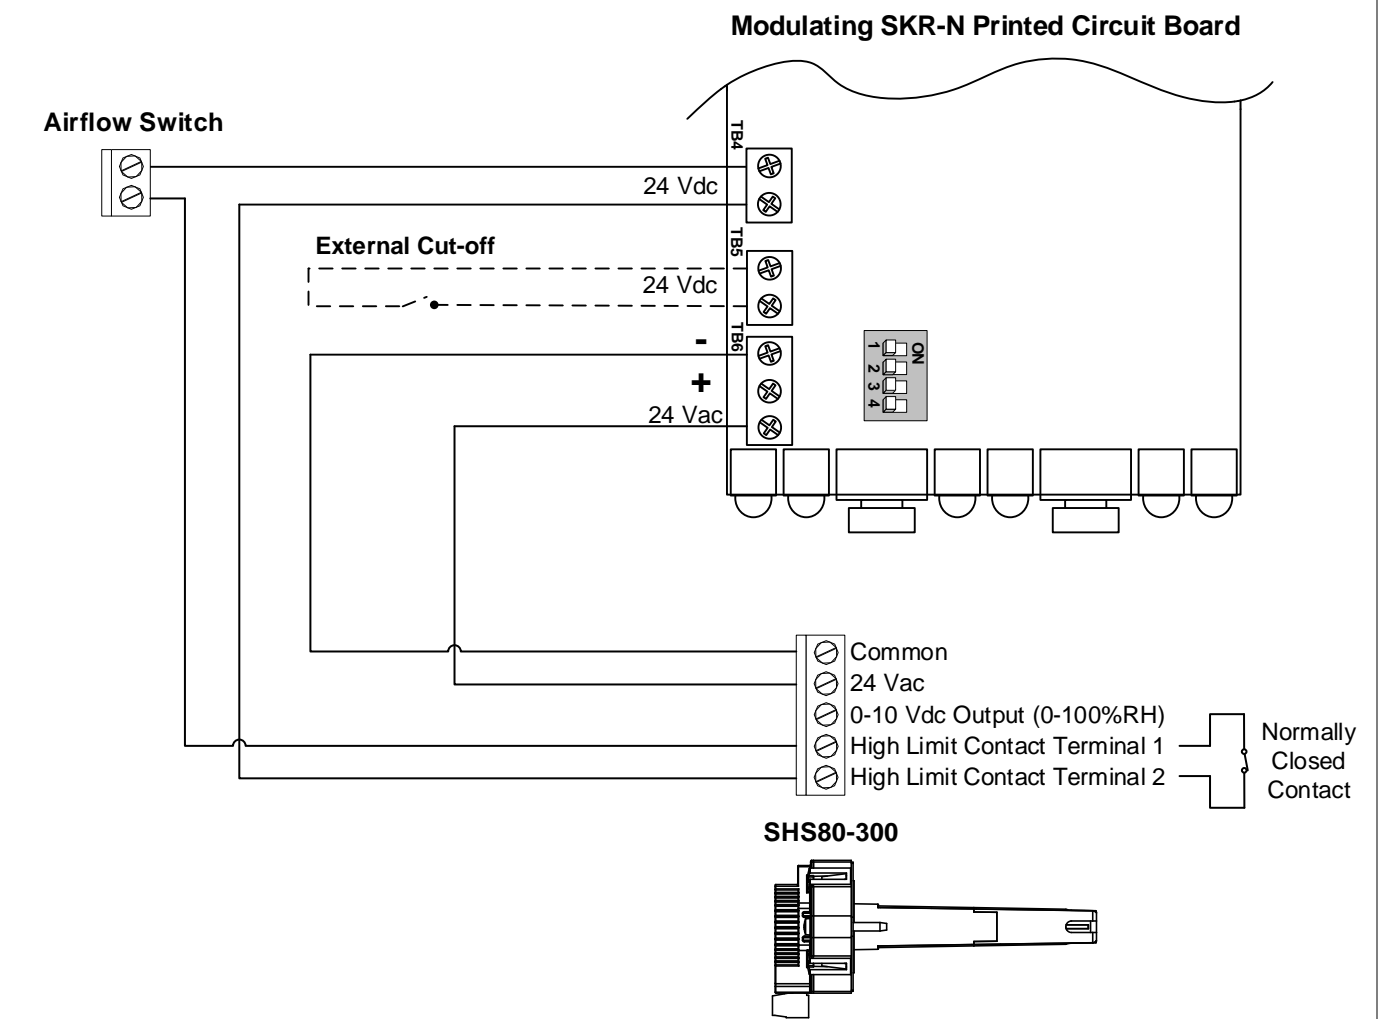 Modulating SKR-N Printed Circuit Board
Airflow Switch
TB4
24 Vdc
External Cut-off
TB5
24 Vdc
TB6
-
+
24 Vac
ON
1
2
3
4
Common
24 Vac
0-10 Vdc Output (0-100%RH)
High Limit Contact Terminal 1
High Limit Contact Terminal 2
Normally
Closed
Contact
SHS80-300